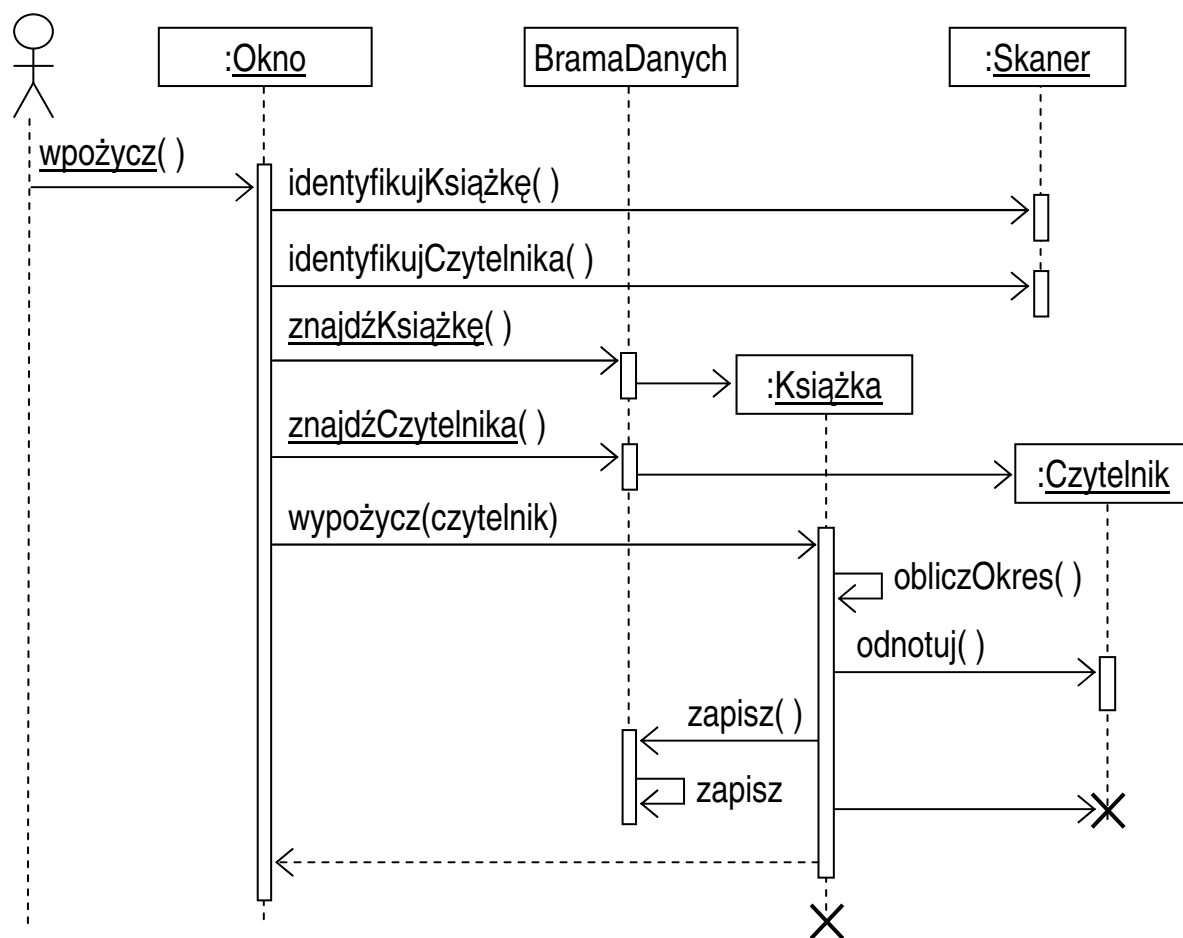 :Okno
BramaDanych
:Skaner
wpożycz( )
identyfikujKsiążkę( )
identyfikujCzytelnika( )
znajdźKsiążkę( )
:Książka
znajdźCzytelnika( )
:Czytelnik
wypożycz(czytelnik)
obliczOkres( )
odnotuj( )
zapisz( )
zapisz